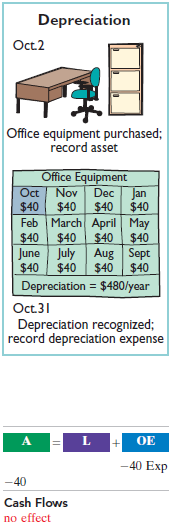 Depreciation
Oct.2
Office equipment purchased;
record asset
Office Equipment
Oct Nov Dec Jan
$40 $40 $40 $40
Feb March April May
$40 $40 $40 $40
June July Aug Sept
$40 $40 $40 $40
Depreciation = $480/year
Oct.31
Depreciation recognized;
record depreciation expense
A = L + OE
–40 Exp
–40
Cash Flows
no effect